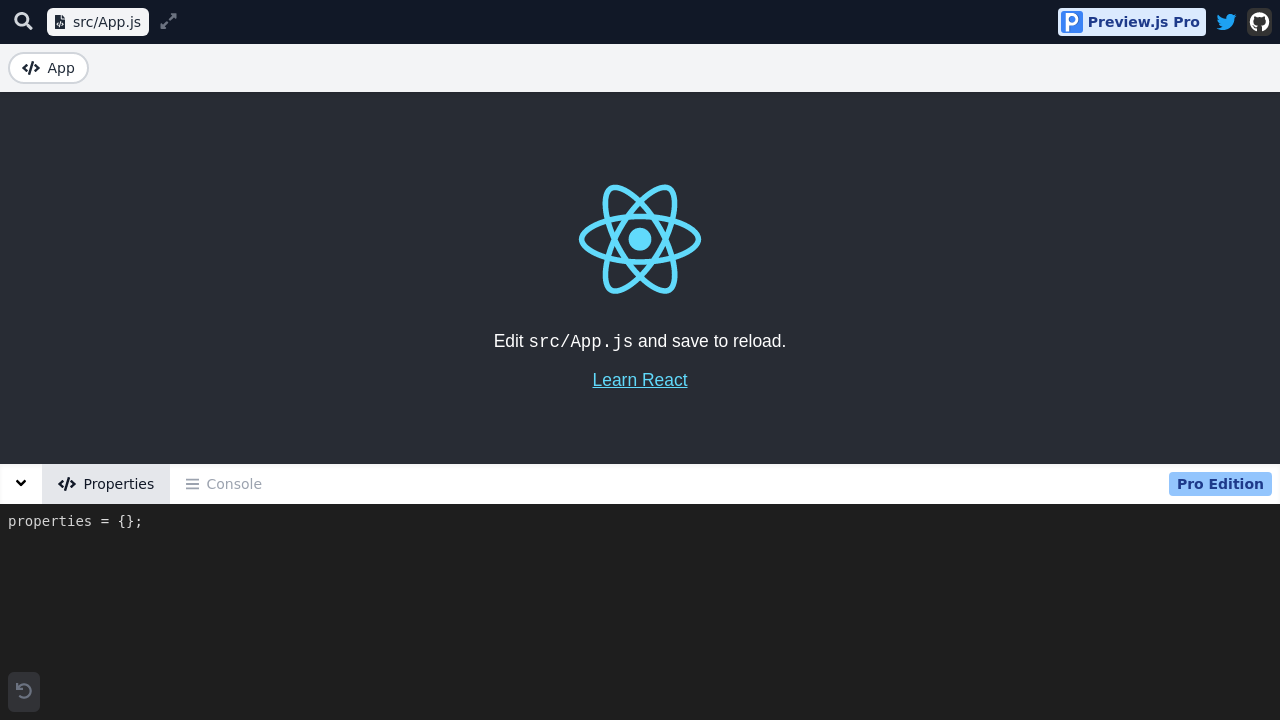 src/App.js
Preview.js Pro
App
Edit src/App.js and save to reload.
Learn React
Properties
Console
Pro Edition
properties = {};